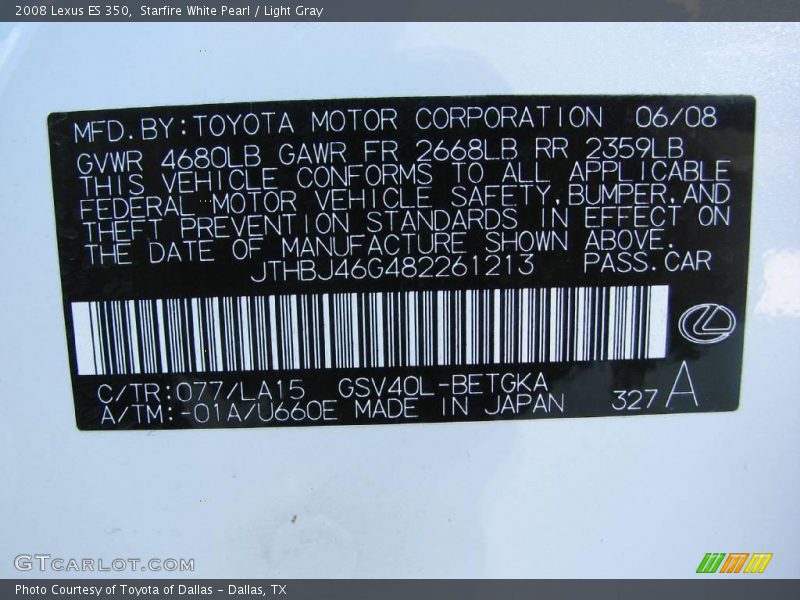 2008 Lexus ES 350,  Starfire White Pearl / Light Gray
MFD.BY:TOYOTA MOTOR CORPORATION 06/08
GVWR 4680LB GAWR FR 2668LB RR 2359LB
THIS VEHICLE CONFORMS TO ALL APPLICABLE
FEDERAL MOTOR VEHICLE SAFETY,BUMPER,AND
THEFT PREVENTION STANDARDS IN EFFECT ON
THE DATE OF MANUFACTURE SHOWN ABOVE.
JTHBJ46G482261213 PASS.CAR
C/TR:077/LA15 GSV40L-BETGKA
A/TM:-01A/U660E MADE IN JAPAN 327 A
GTCARLOT.COM
Photo Courtesy of Toyota of Dallas - Dallas, TX